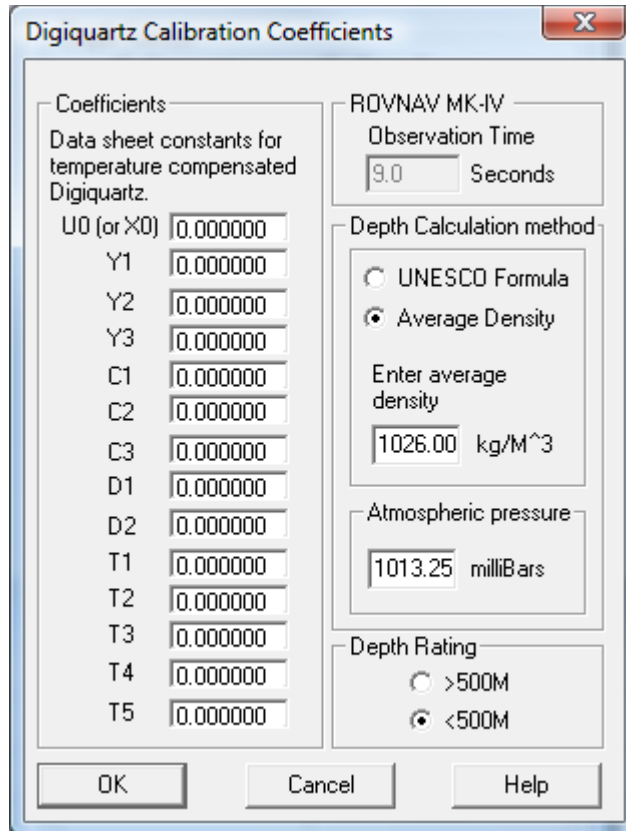 Digiquartz Calibration Coefficients
Coefficients
Data sheet constants for
temperature compensated
Digiquartz.
U0 (or X0) 0.000000
Y1 0.000000
Y2 0.000000
Y3 0.000000
C1 0.000000
C2 0.000000
C3 0.000000
D1 0.000000
D2 0.000000
T1 0.000000
T2 0.000000
T3 0.000000
T4 0.000000
T5 0.000000
ROVNAV MK-IV
Observation Time
9.0 Seconds
Depth Calculation method
UNESCO Formula
Average Density
Enter average
density
1026.00 kg/M^3
Atmospheric pressure
1013.25 milliBars
Depth Rating
>500M
<500M
OK Cancel Help